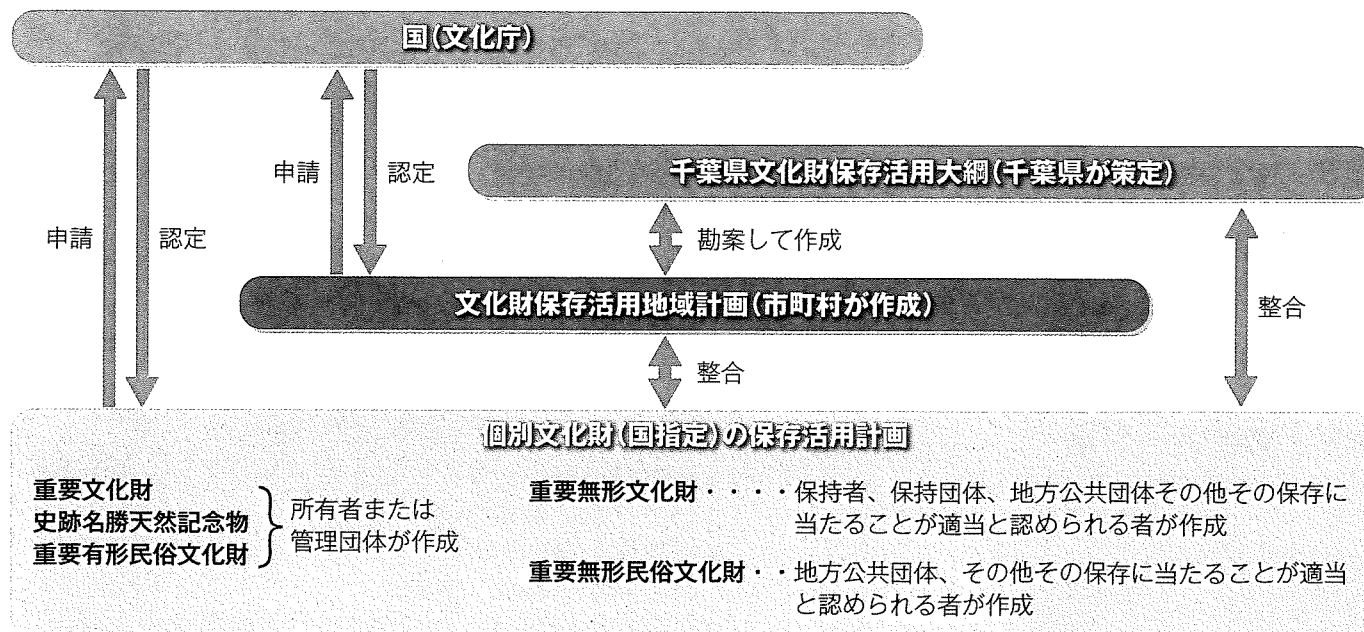 国(文化庁)
申請
認定
千葉県文化財保存活用大綱(千葉県が策定)
申請
認定
勘案して作成
文化財保存活用地域計画(市町村が作成)
整合
整合
個別文化財(国指定)の保存活用計画
重要文化財
史跡名勝天然記念物
重要有形民俗文化財
所有者または
管理団体が作成
重要無形文化財・・・・保持者、保持団体、地方公共団体その他その保存に
当たることが適当と認められる者が作成
重要無形民俗文化財・・地方公共団体、その他その保存に当たることが適当
と認められる者が作成